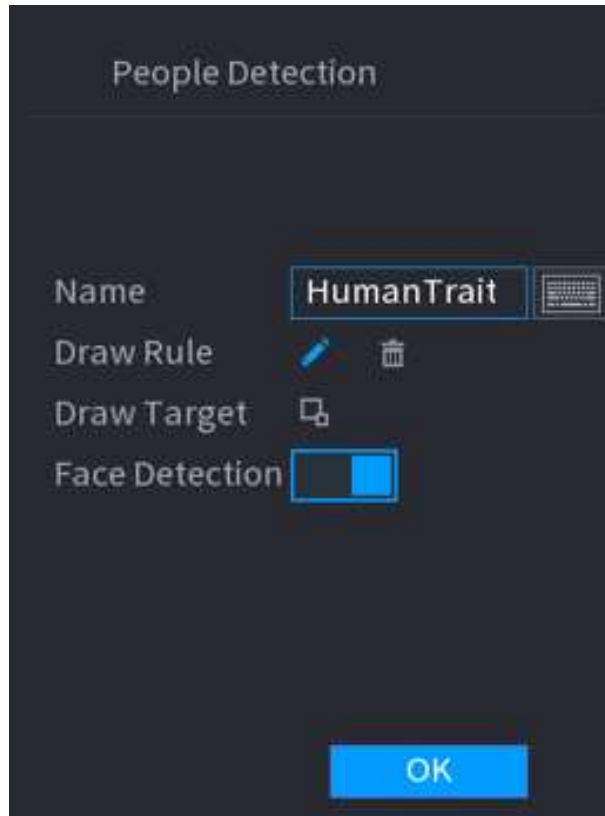 People Detection
Name HumanTrait
Draw Rule
Draw Target
Face Detection
OK